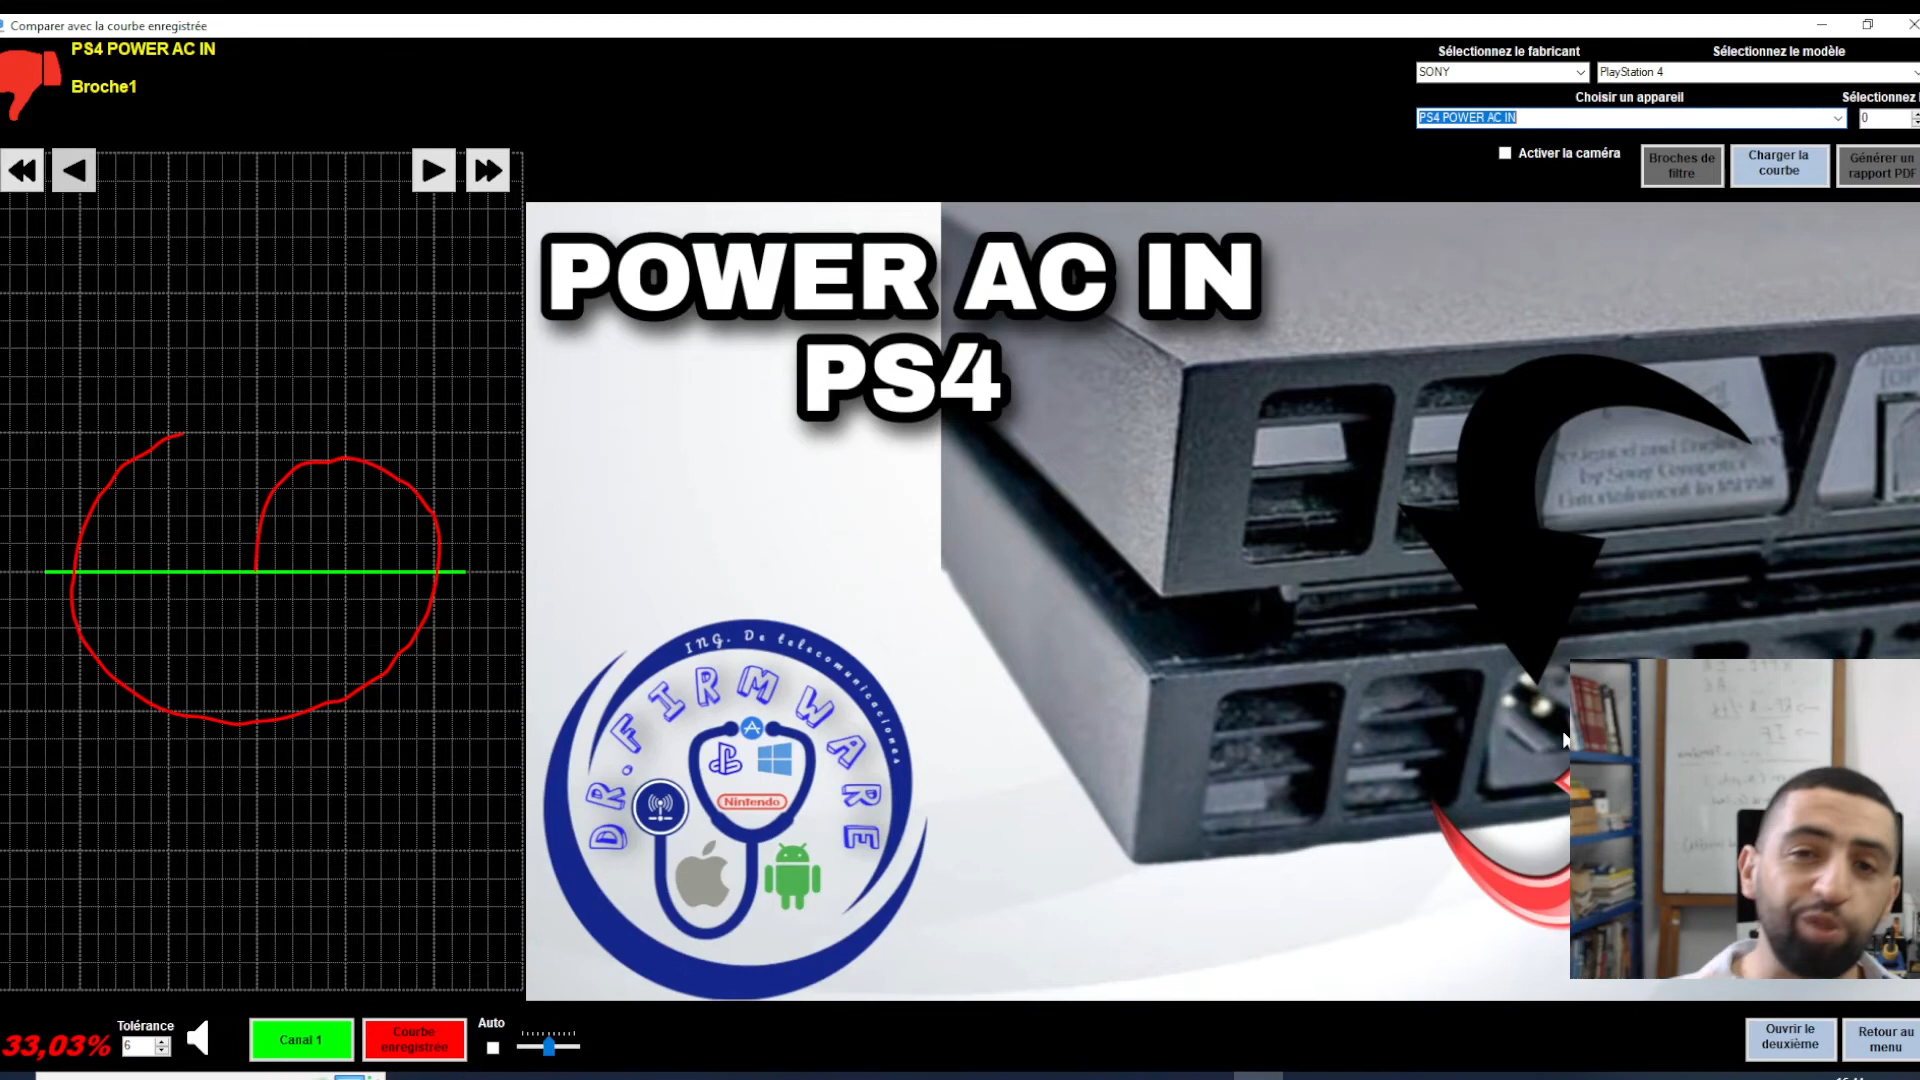 Comparer avec la courbe enregistrée
PS4 POWER AC IN
Broche1
Sélectionnez le fabricant
Sélectionnez le modèle
SONY
PlayStation 4
Choisir un appareil
Sélectionnez
PS4 POWER AC IN
0
Activer la caméra
Broches de
filtre
Charger la
courbe
Générer un
rapport PDF
POWER AC IN
PS4
by Sony Computer
ING. De telecomunicaciones
DR. FIRMWARE
Nintendo
33,03%
Tolérance
6
Canal 1
Courbe
enregistrée
Auto
Ouvrir le
deuxième
Retour au
menu